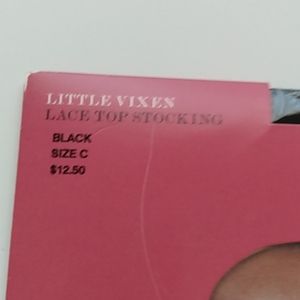 LITTLE VIXEN
LACE TOP STOCKING
BLACK
SIZE C
$12.50